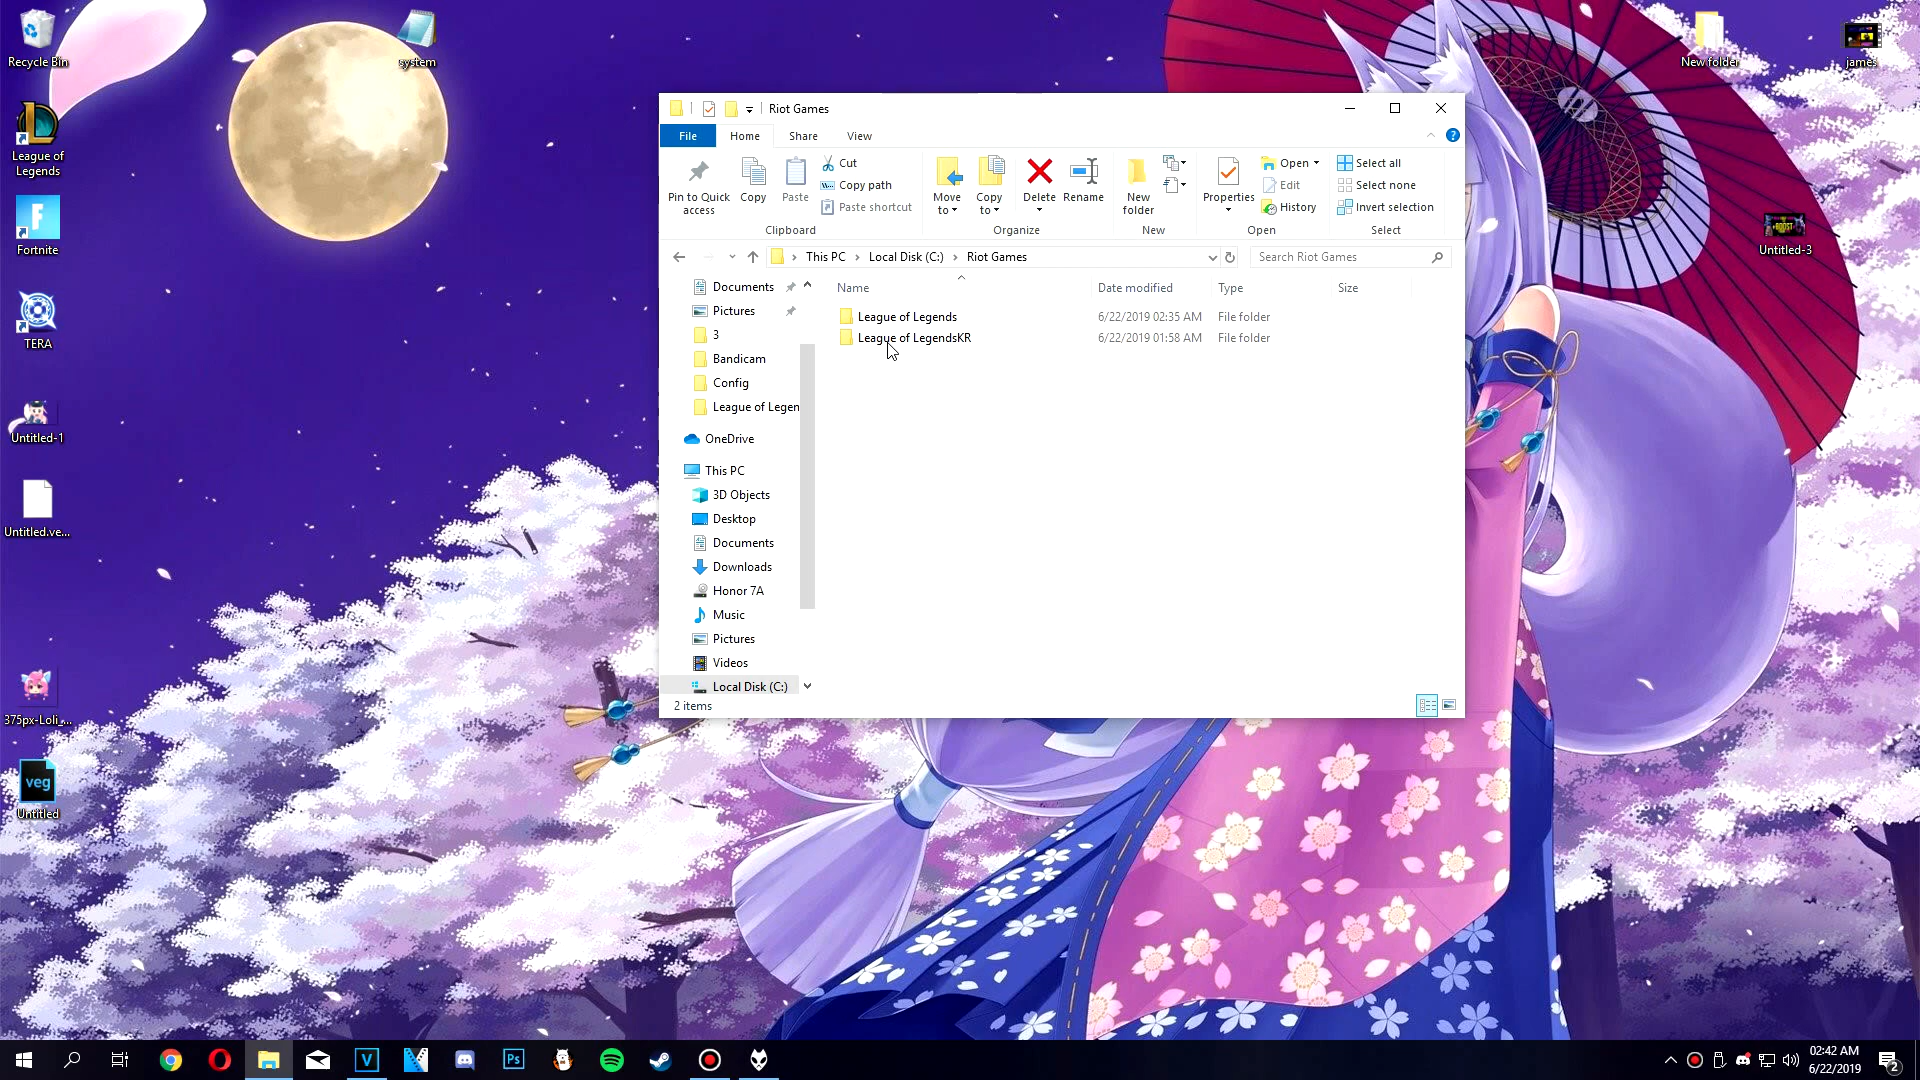 Recycle Bin
system
New folder
james
League of
Legends
Fortnite
TERA
Untitled-1
Untitled.ve...
375px-Loli_...
veg
Untitled
Untitled-3
Riot Games
File
Home
Share
View
Pin to Quick
access
Copy
Paste
Cut
Copy path
Paste shortcut
Clipboard
Move
to
Copy
to
Delete
Rename
Organize
New
folder
New
Properties
Open
Edit
History
Open
Select all
Select none
Invert selection
Select
This PC > Local Disk (C:) > Riot Games
Search Riot Games
Documents
Pictures
3
Bandicam
Config
League of Legen
OneDrive
This PC
3D Objects
Desktop
Documents
Downloads
Honor 7A
Music
Pictures
Videos
Local Disk (C:)
Name Date modified Type Size
League of Legends 6/22/2019 02:35 AM File folder
League of LegendsKR 6/22/2019 01:58 AM File folder
2 items
V
Ps
02:42 AM
6/22/2019
2